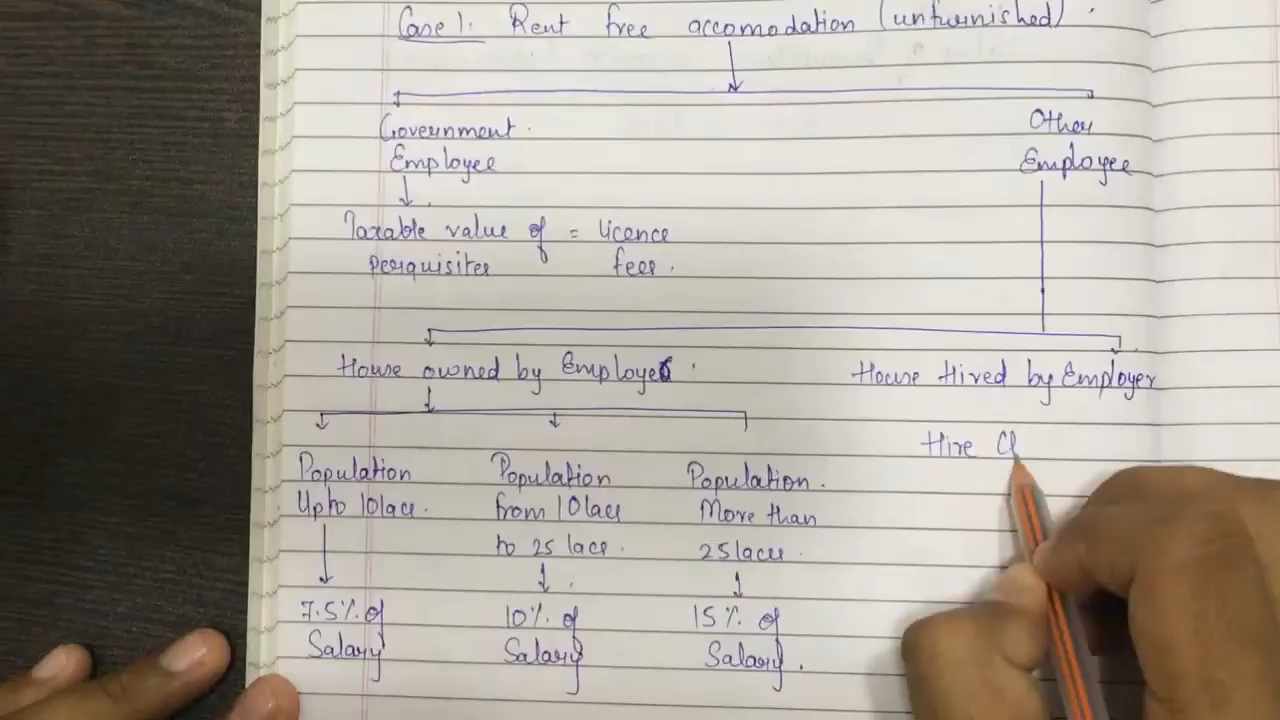 Case 1: Rent free accomodation (unfurnished)
Government
Employee
Other
Employee
Taxable value of = licence
perquisites fees.
House owned by Employer
House Hired by Employer
Population
Upto 10lacs.
Population
from 10lacs
to 25 lacs.
Population.
More than
25lacs.
Hire
7.5% of
Salary
10% of
Salary
15% of
Salary.